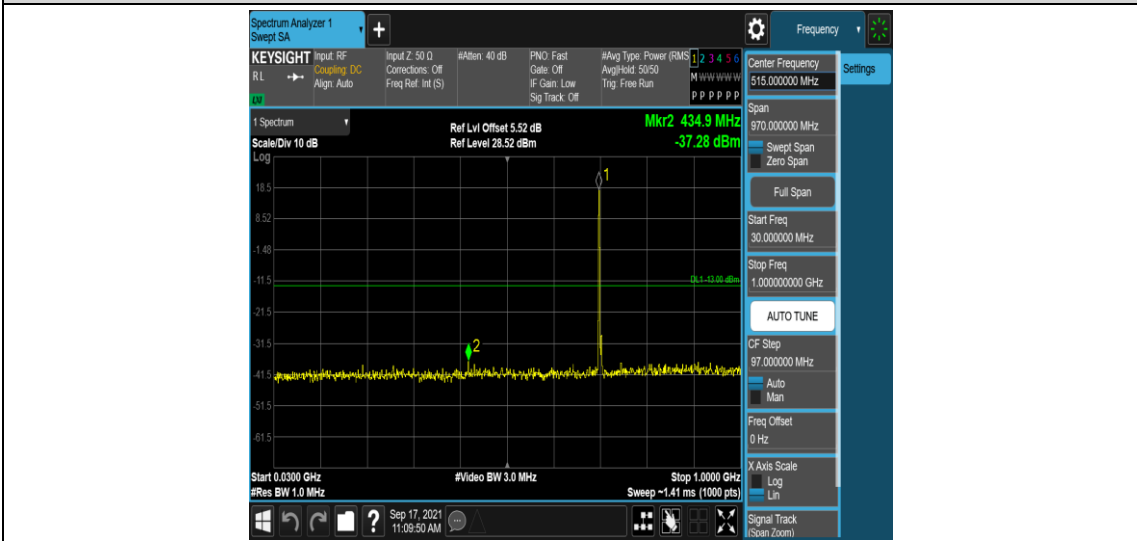 Spectrum Analyzer 1
Swept SA
Frequency
KEYSIGHT
Input: RF
Coupling: DC
Align: Auto
RL
LXI
Input Z: 50 Ω
Corrections: Off
Freq Ref: Int (S)
#Atten: 40 dB
PNO: Fast
Gate: Off
IF Gain: Low
Sig Track: Off
#Avg Type: Power (RMS
Avg|Hold: 50/50
Trig: Free Run
1 2 3 4 5 6
M W W W W W
P P P P P P
Settings
1 Spectrum
Scale/Div 10 dB
Log
Ref Lvl Offset 5.52 dB
Ref Level 28.52 dBm
Mkr2 434.9 MHz
-37.28 dBm
18.5
8.52
-1.48
-11.5
-21.5
-31.5
-41.5
-51.5
-61.5
1
DL1 -13.00 dBm
2
Start 0.0300 GHz
#Res BW 1.0 MHz
#Video BW 3.0 MHz
Stop 1.0000 GHz
Sweep ~1.41 ms (1000 pts)
Center Frequency
515.000000 MHz
Span
970.000000 MHz
Swept Span
Zero Span
Full Span
Start Freq
30.000000 MHz
Stop Freq
1.000000000 GHz
AUTO TUNE
CF Step
97.000000 MHz
Auto
Man
Freq Offset
0 Hz
X Axis Scale
Log
Lin
Signal Track
(Span Zoom)
Sep 17, 2021
11:09:50 AM